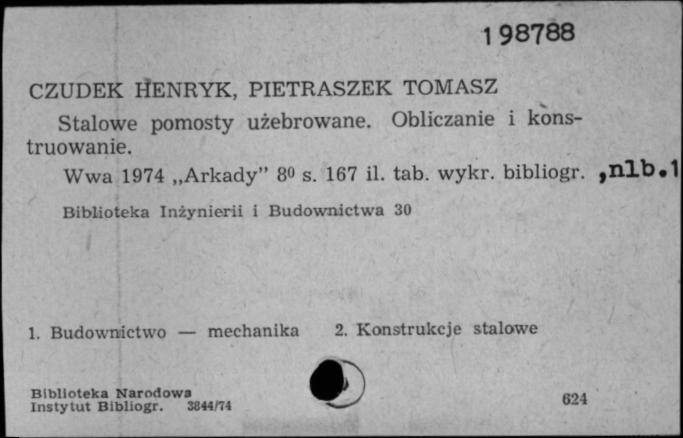 198788
CZUDEK HENRYK, PIETRASZEK TOMASZ
Stalowe pomosty użebrowane. Obliczanie i kons-
truowanie.
Wwa 1974 „Arkady” 8⁰ s. 167 il. tab. wykr. bibliogr. ,nlb.1
Biblioteka Inżynierii i Budownictwa 30
1. Budownictwo — mechanika 2. Konstrukcje stalowe
Biblioteka Narodowa
Instytut Bibliogr. 3844/74 624